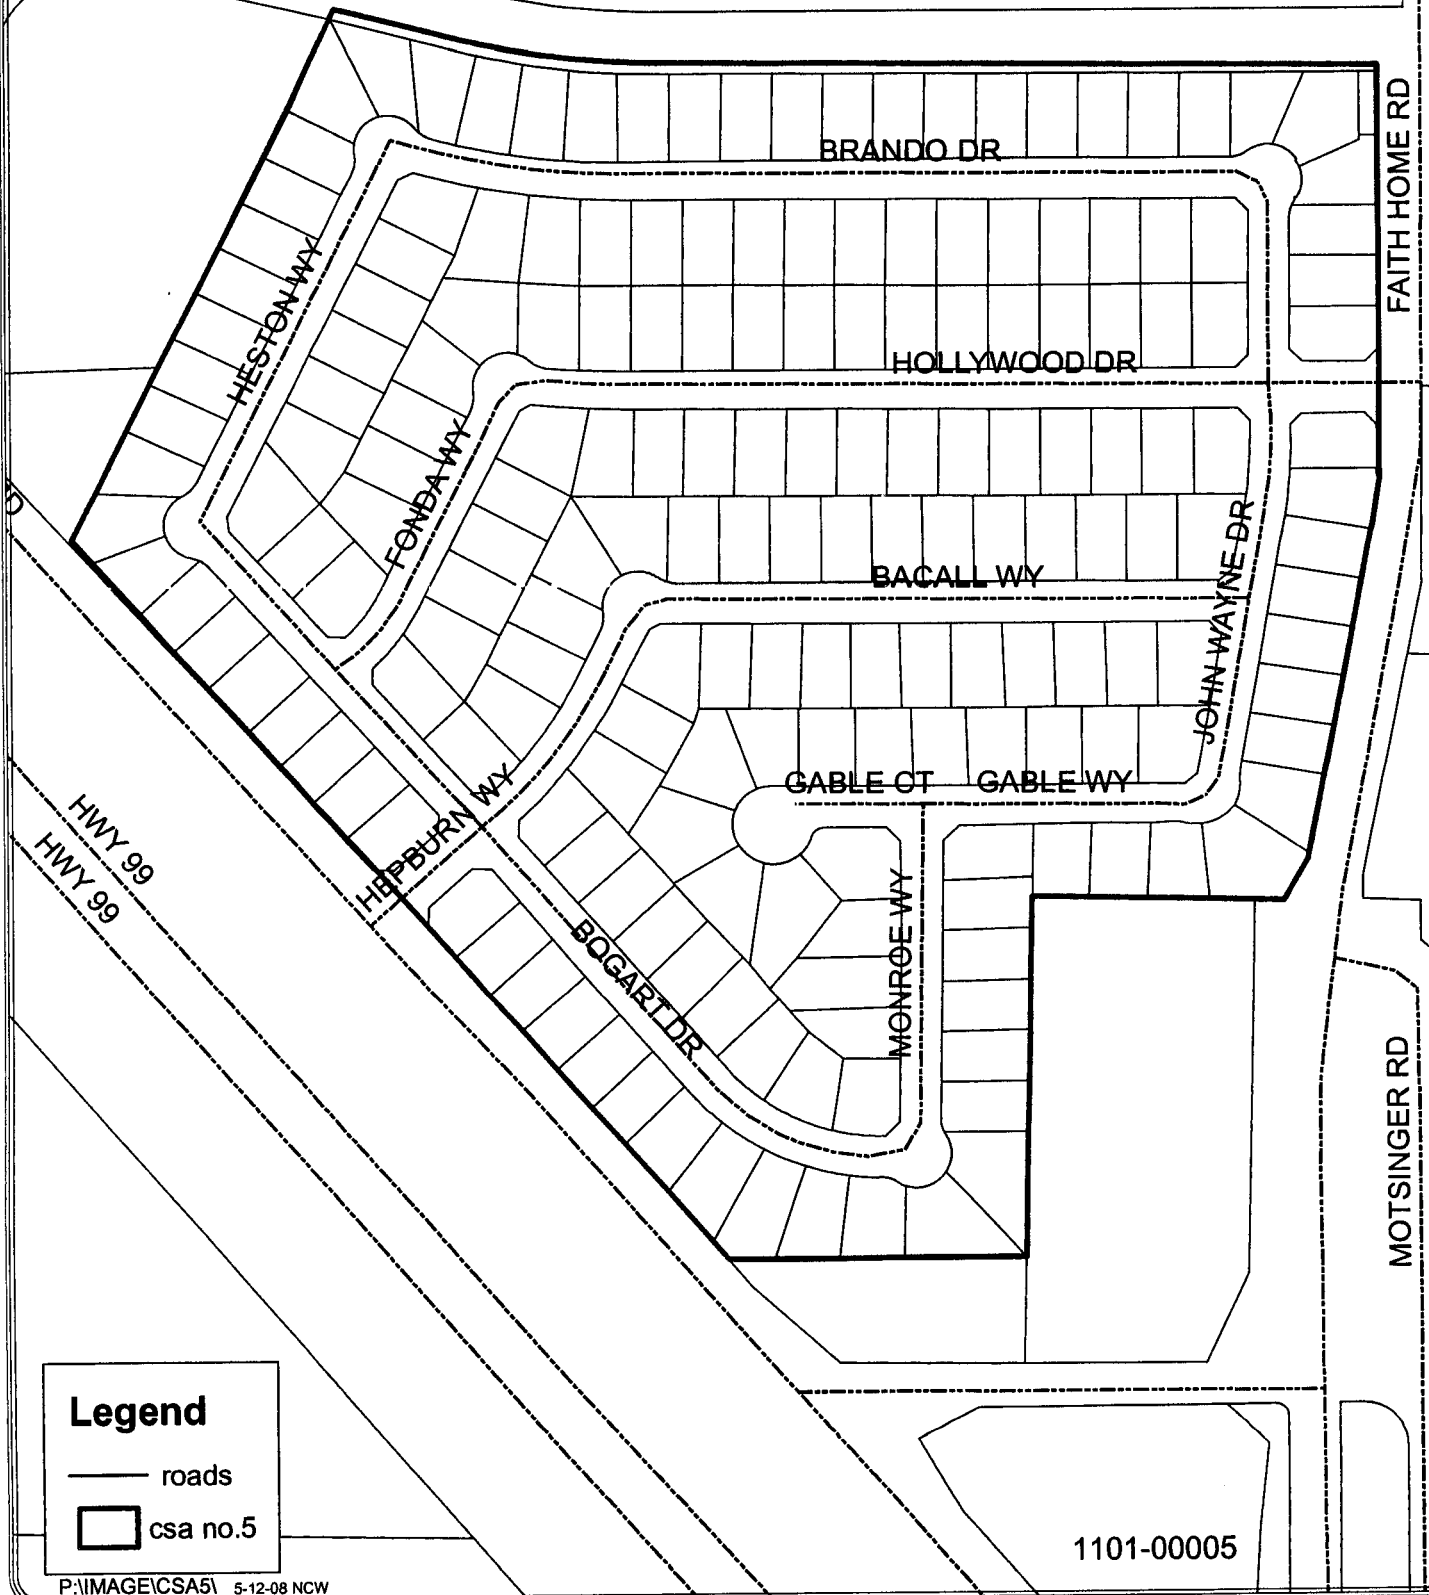 BRANDO DR
FAITH HOME RD
HESTON WY
HOLLYWOOD DR
FONDA WY
BACALL WY
JOHN WAYNE DR
GABLE CT
GABLE WY
HWY 99
HWY 99
HEPBURN WY
BOGART DR
MONROE WY
MOTSINGER RD
Legend
roads
csa no.5
1101-00005
P:\IMAGE\CSA5\ 5-12-08 NCW